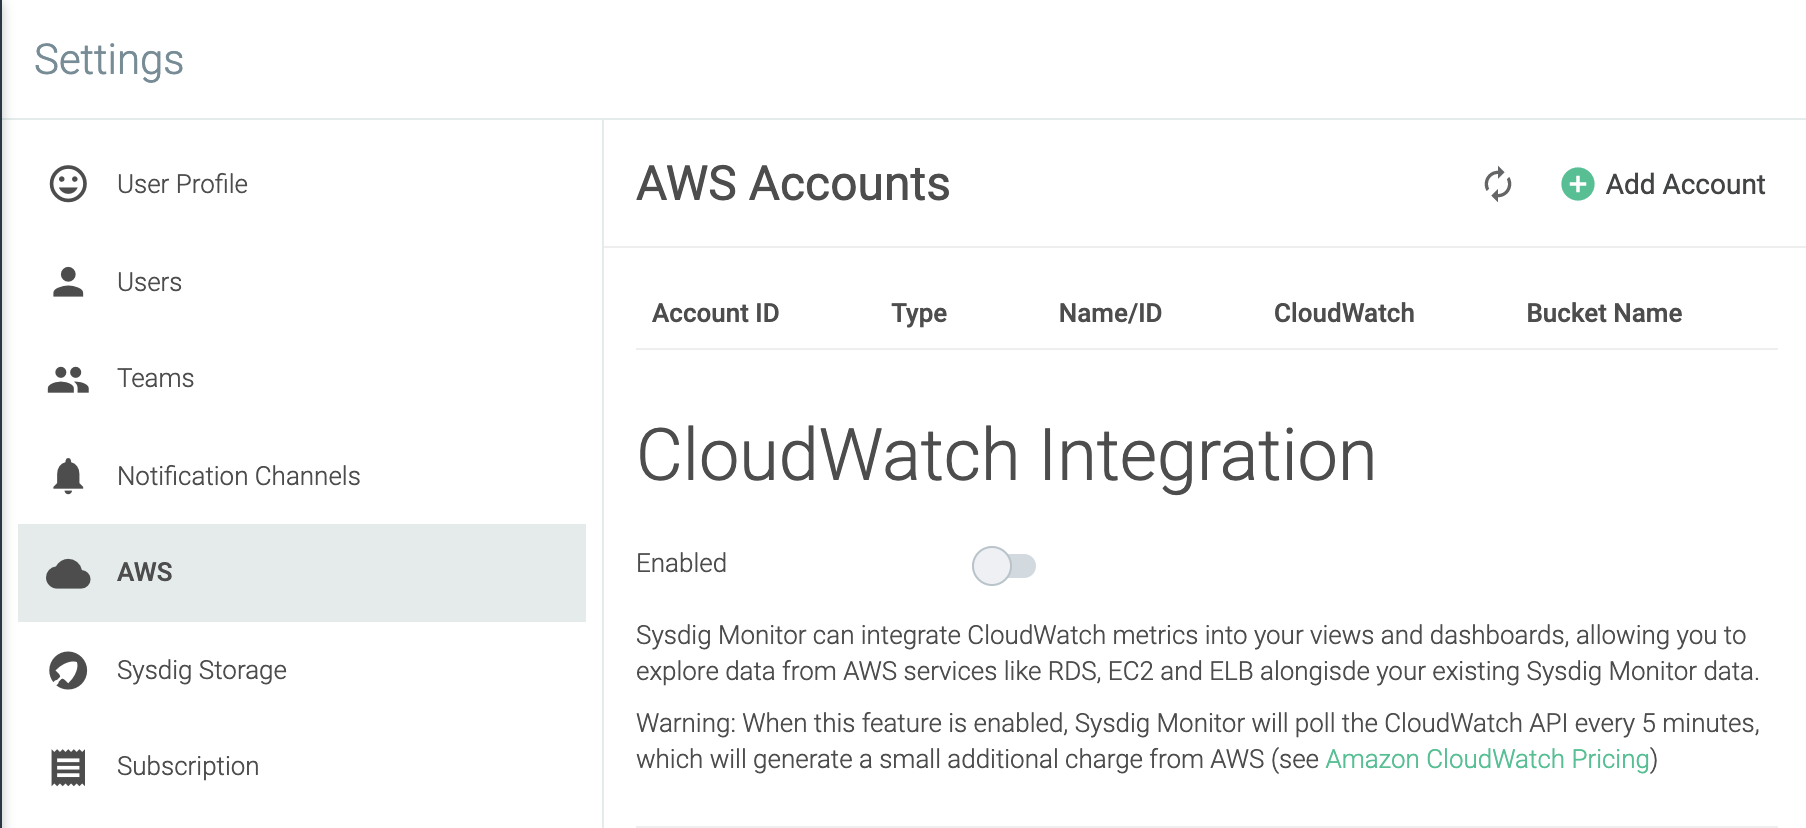 Settings
User Profile
Users
Teams
Notification Channels
AWS
Sysdig Storage
Subscription
AWS Accounts
Add Account
Account ID Type Name/ID CloudWatch Bucket Name
CloudWatch Integration
Enabled
Sysdig Monitor can integrate CloudWatch metrics into your views and dashboards, allowing you to
explore data from AWS services like RDS, EC2 and ELB alongisde your existing Sysdig Monitor data.
Warning: When this feature is enabled, Sysdig Monitor will poll the CloudWatch API every 5 minutes,
which will generate a small additional charge from AWS (see Amazon CloudWatch Pricing)